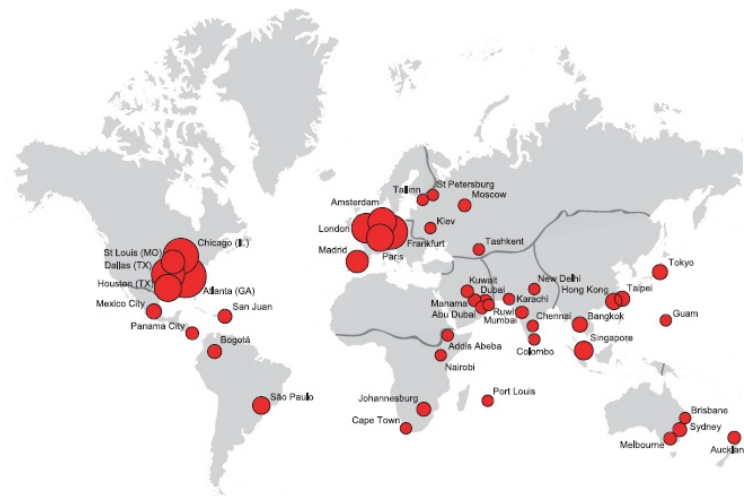 Tallinn
St Petersburg
Amsterdam
Moscow
London
Kiev
Chicago (IL)
St Louis (MO)
Frankfurt
Madrid
Tashkent
Paris
Dallas (TX)
Houston (TX)
Atlanta (GA)
Tokyo
Kuwait
New Delhi
Dubai
Hong Kong
Taipei
Mexico City
San Juan
Manama
Karachi
Abu Dubai
Ruwi
Chennai
Bangkok
Guam
Mumbai
Panama City
Singapore
Bogotá
Addis Abeba
Colombo
Nairobi
São Paulo
Johannesburg
Port Louis
Cape Town
Brisbane
Sydney
Melbourne
Aucklan